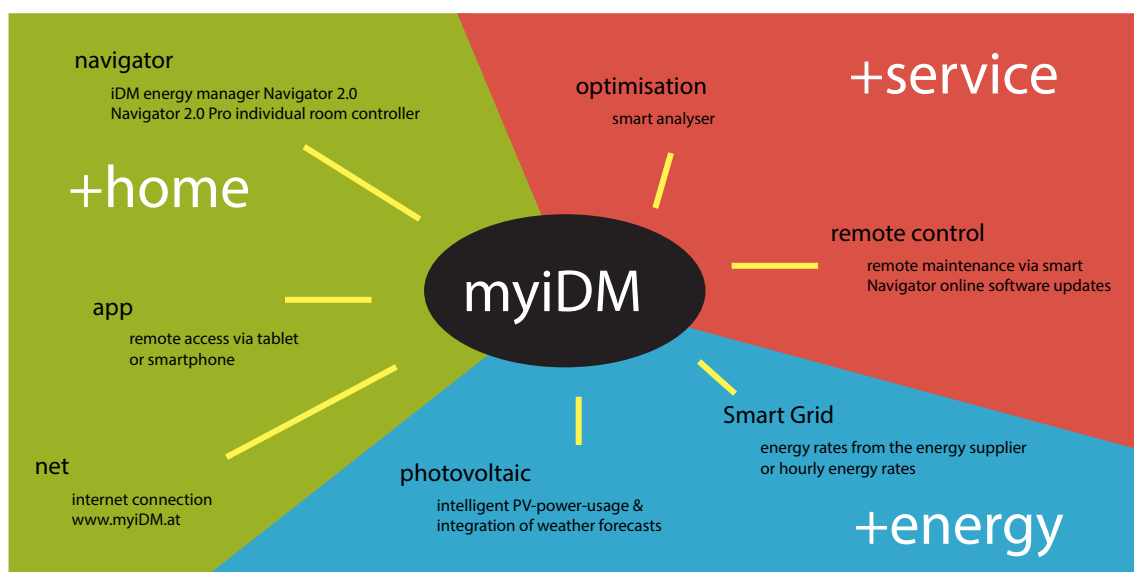 navigator
iDM energy manager Navigator 2.0
Navigator 2.0 Pro individual room controller
+home
app
remote access via tablet
or smartphone
net
internet connection
www.myiDM.at
myiDM
+service
optimisation
smart analyser
remote control
remote maintenance via smart
Navigator online software updates
Smart Grid
energy rates from the energy supplier
or hourly energy rates
photovoltaic
intelligent PV-power-usage &
integration of weather forecasts
+energy